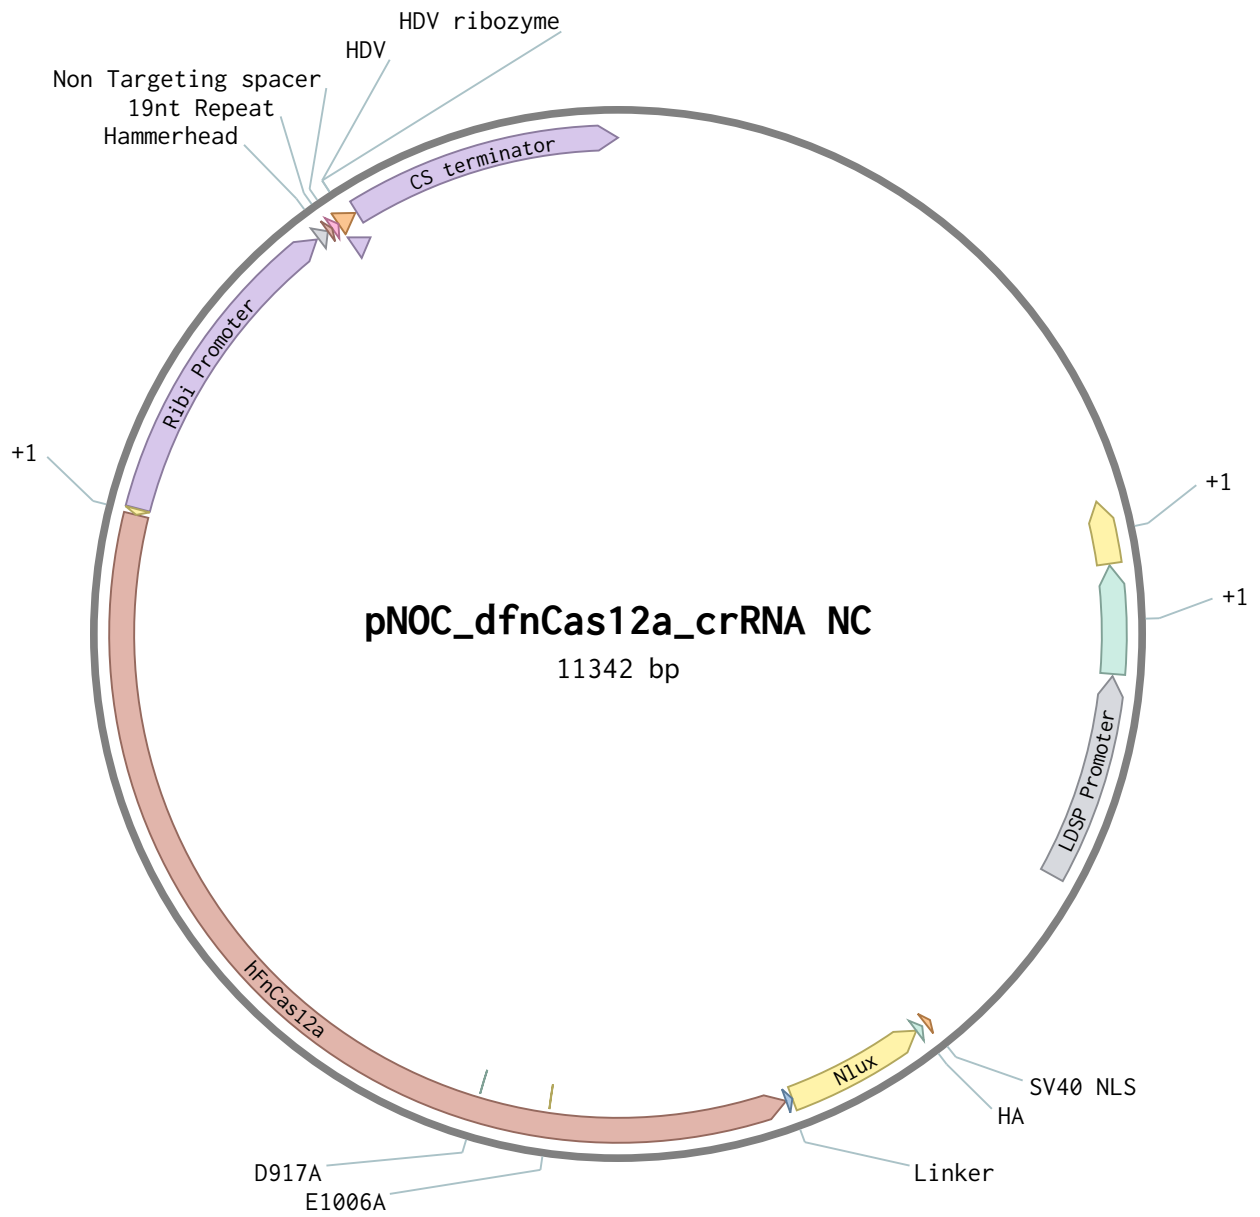 HDV ribozyme
HDV
Non Targeting spacer
19nt Repeat
Hammerhead
CS terminator
Ribi Promoter
+1
+1
+1
pNOC_dfnCas12a_crRNA NC
11342 bp
LDSP Promoter
hFnCas12a
Nlux
SV40 NLS
HA
Linker
D917A
E1006A